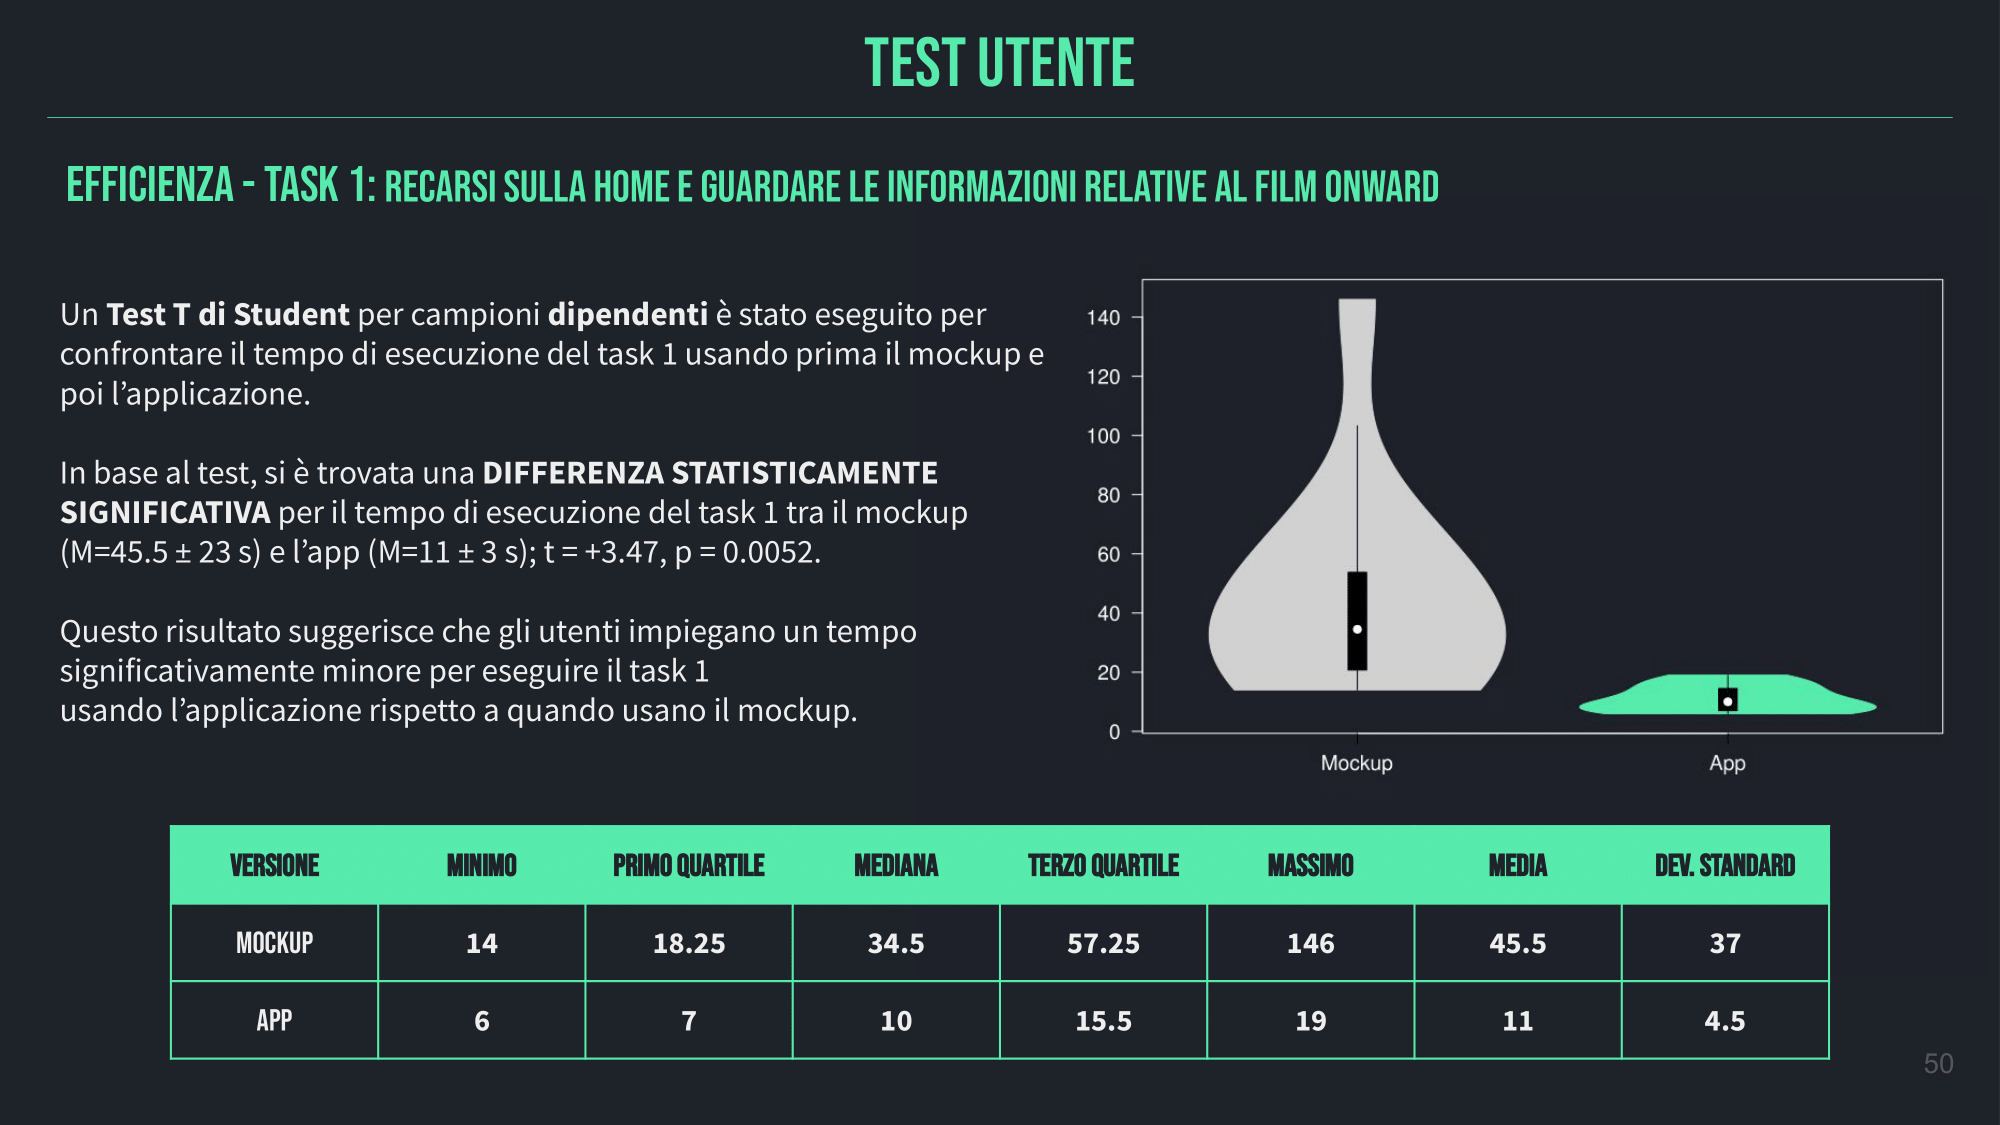 TEST UTENTE
EFFICIENZA - TASK 1: RECARSI SULLA HOME E GUARDARE LE INFORMAZIONI RELATIVE AL FILM ONWARD
Un Test T di Student per campioni dipendenti è stato eseguito per
confrontare il tempo di esecuzione del task 1 usando prima il mockup e
poi l’applicazione.
In base al test, si è trovata una DIFFERENZA STATISTICAMENTE
SIGNIFICATIVA per il tempo di esecuzione del task 1 tra il mockup
(M=45.5 ± 23 s) e l’app (M=11 ± 3 s); t = +3.47, p = 0.0052.
Questo risultato suggerisce che gli utenti impiegano un tempo
significativamente minore per eseguire il task 1
usando l’applicazione rispetto a quando usano il mockup.
140
120
100
80
60
40
20
0
Mockup App
VERSIONE MINIMO PRIMO QUARTILE MEDIANA TERZO QUARTILE MASSIMO MEDIA DEV. STANDARD
MOCKUP 14 18.25 34.5 57.25 146 45.5 37
APP 6 7 10 15.5 19 11 4.5
50